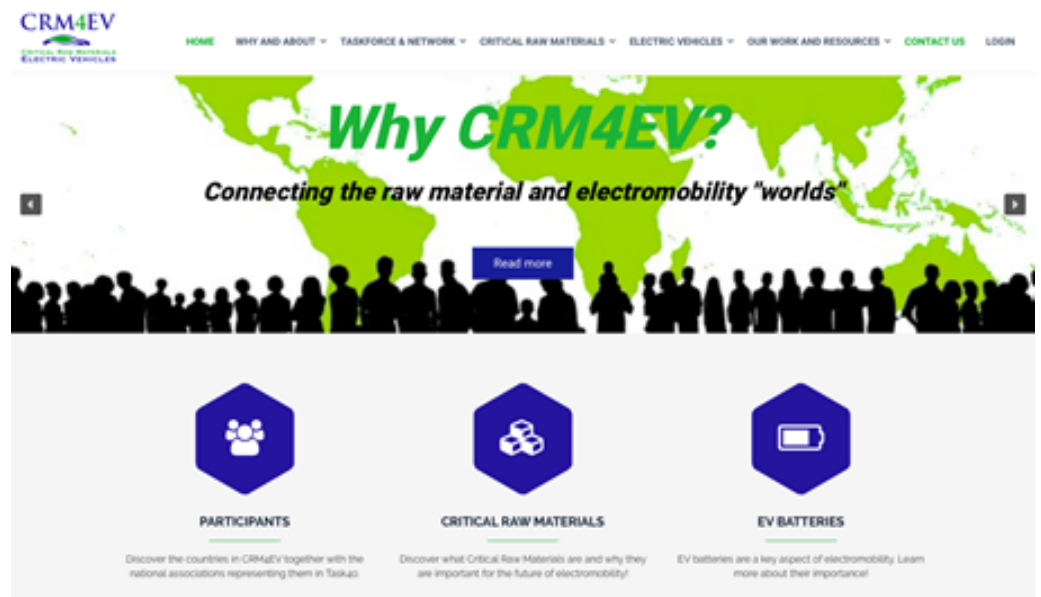 CRM4EV
CRITICAL RAW MATERIALS
ELECTRIC VEHICLES
HOME WHY AND ABOUT TASKFORCE & NETWORK CRITICAL RAW MATERIALS ELECTRIC VEHICLES OUR WORK AND RESOURCES CONTACT US LOGIN
Why CRM4EV?
Connecting the raw material and electromobility "worlds"
Read more
PARTICIPANTS
Discover the countries in CRM4EV together with the
national associations representing them in Task40.
CRITICAL RAW MATERIALS
Discover what Critical Raw Materials are and why they
are important for the future of electromobility!
EV BATTERIES
EV batteries are a key aspect of electromobility. Learn
more about their importance!